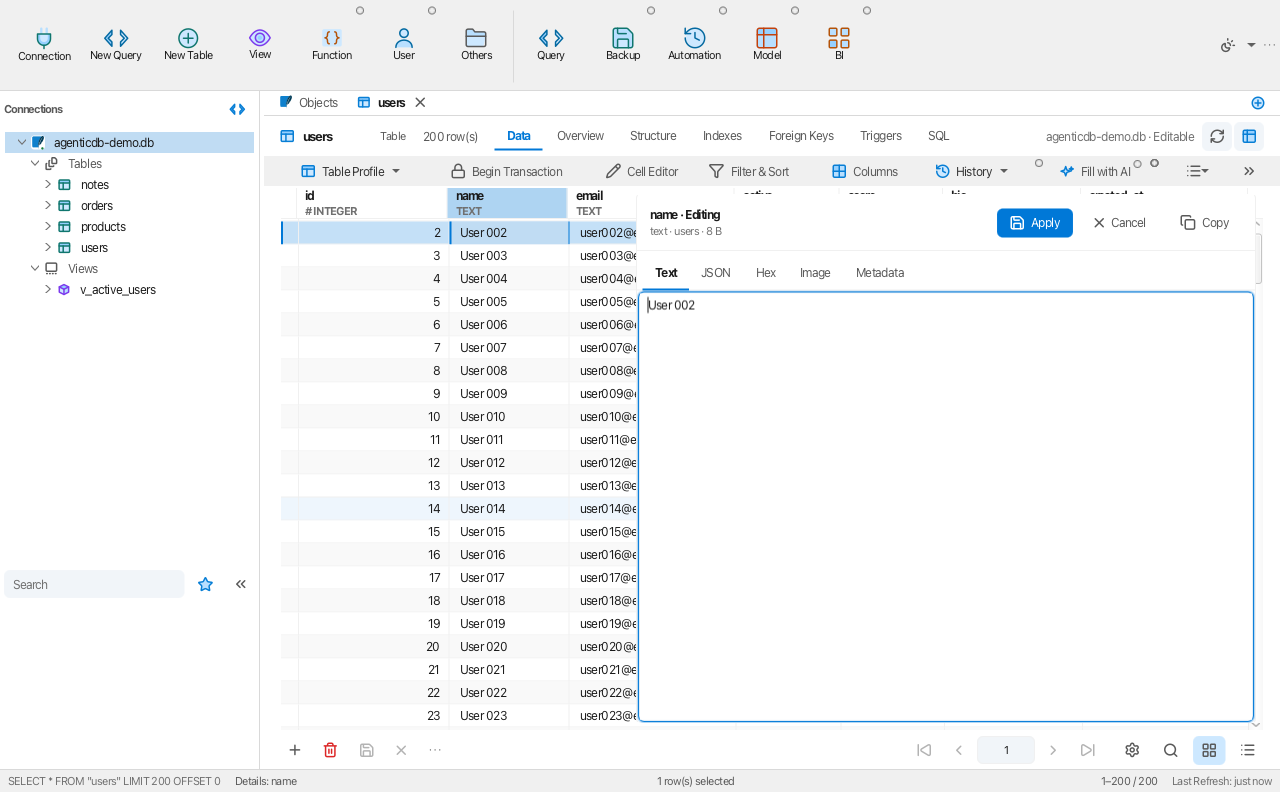 Connection
New Query
New Table
View
Function
User
Others
Query
Backup
Automation
Model
BI
Connections
agenticdb-demo.db
Tables
notes
orders
products
users
Views
v_active_users
Search
Objects
users
users
Table
200 row(s)
Data
Overview
Structure
Indexes
Foreign Keys
Triggers
SQL
agenticdb-demo.db · Editable
Table Profile
Begin Transaction
Cell Editor
Filter & Sort
Columns
History
Fill with AI
id
# INTEGER
name
TEXT
email
TEXT
2 User 002 user002@e
3 User 003 user003@e
4 User 004 user004@e
5 User 005 user005@e
6 User 006 user006@e
7 User 007 user007@e
8 User 008 user008@e
9 User 009 user009@e
10 User 010 user010@e
11 User 011 user011@e
12 User 012 user012@e
13 User 013 user013@e
14 User 014 user014@e
15 User 015 user015@e
16 User 016 user016@e
17 User 017 user017@e
18 User 018 user018@e
19 User 019 user019@e
20 User 020 user020@e
21 User 021 user021@e
22 User 022 user022@e
23 User 023 user023@e
name · Editing
text · users · 8 B
Apply
Cancel
Copy
Text
JSON
Hex
Image
Metadata
User 002
1
SELECT * FROM "users" LIMIT 200 OFFSET 0
Details: name
1 row(s) selected
1–200 / 200
Last Refresh: just now